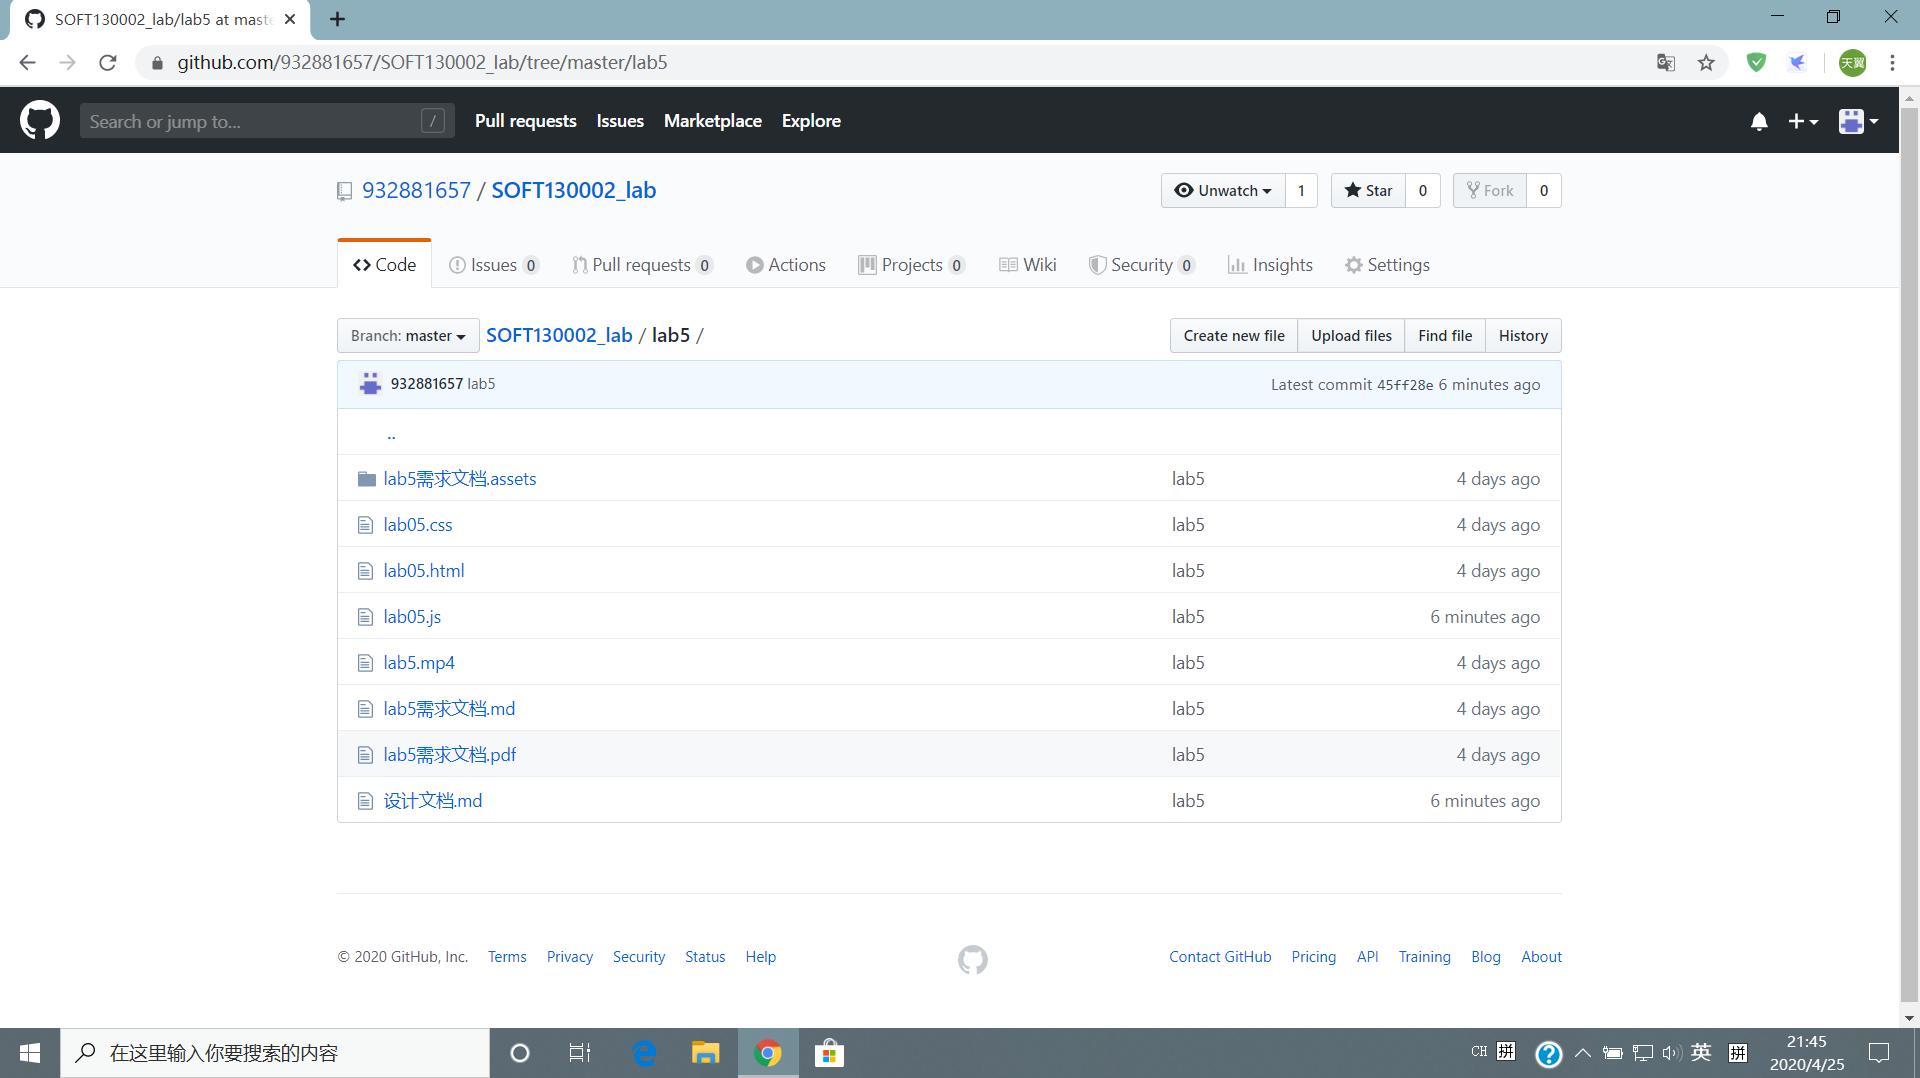 SOFT130002_lab/lab5 at maste
github.com/932881657/SOFT130002_lab/tree/master/lab5
天翼
Search or jump to... /
Pull requests Issues Marketplace Explore
932881657 / SOFT130002_lab
Unwatch 1 Star 0 Fork 0
Code Issues 0 Pull requests 0 Actions Projects 0 Wiki Security 0 Insights Settings
Branch: master SOFT130002_lab / lab5 /
Create new file Upload files Find file History
932881657 lab5 Latest commit 45ff28e 6 minutes ago
..
lab5需求文档.assets lab5 4 days ago
lab05.css lab5 4 days ago
lab05.html lab5 4 days ago
lab05.js lab5 6 minutes ago
lab5.mp4 lab5 4 days ago
lab5需求文档.md lab5 4 days ago
lab5需求文档.pdf lab5 4 days ago
设计文档.md lab5 6 minutes ago
© 2020 GitHub, Inc. Terms Privacy Security Status Help
Contact GitHub Pricing API Training Blog About
在这里输入你要搜索的内容
CH 拼 英 拼
21:45
2020/4/25